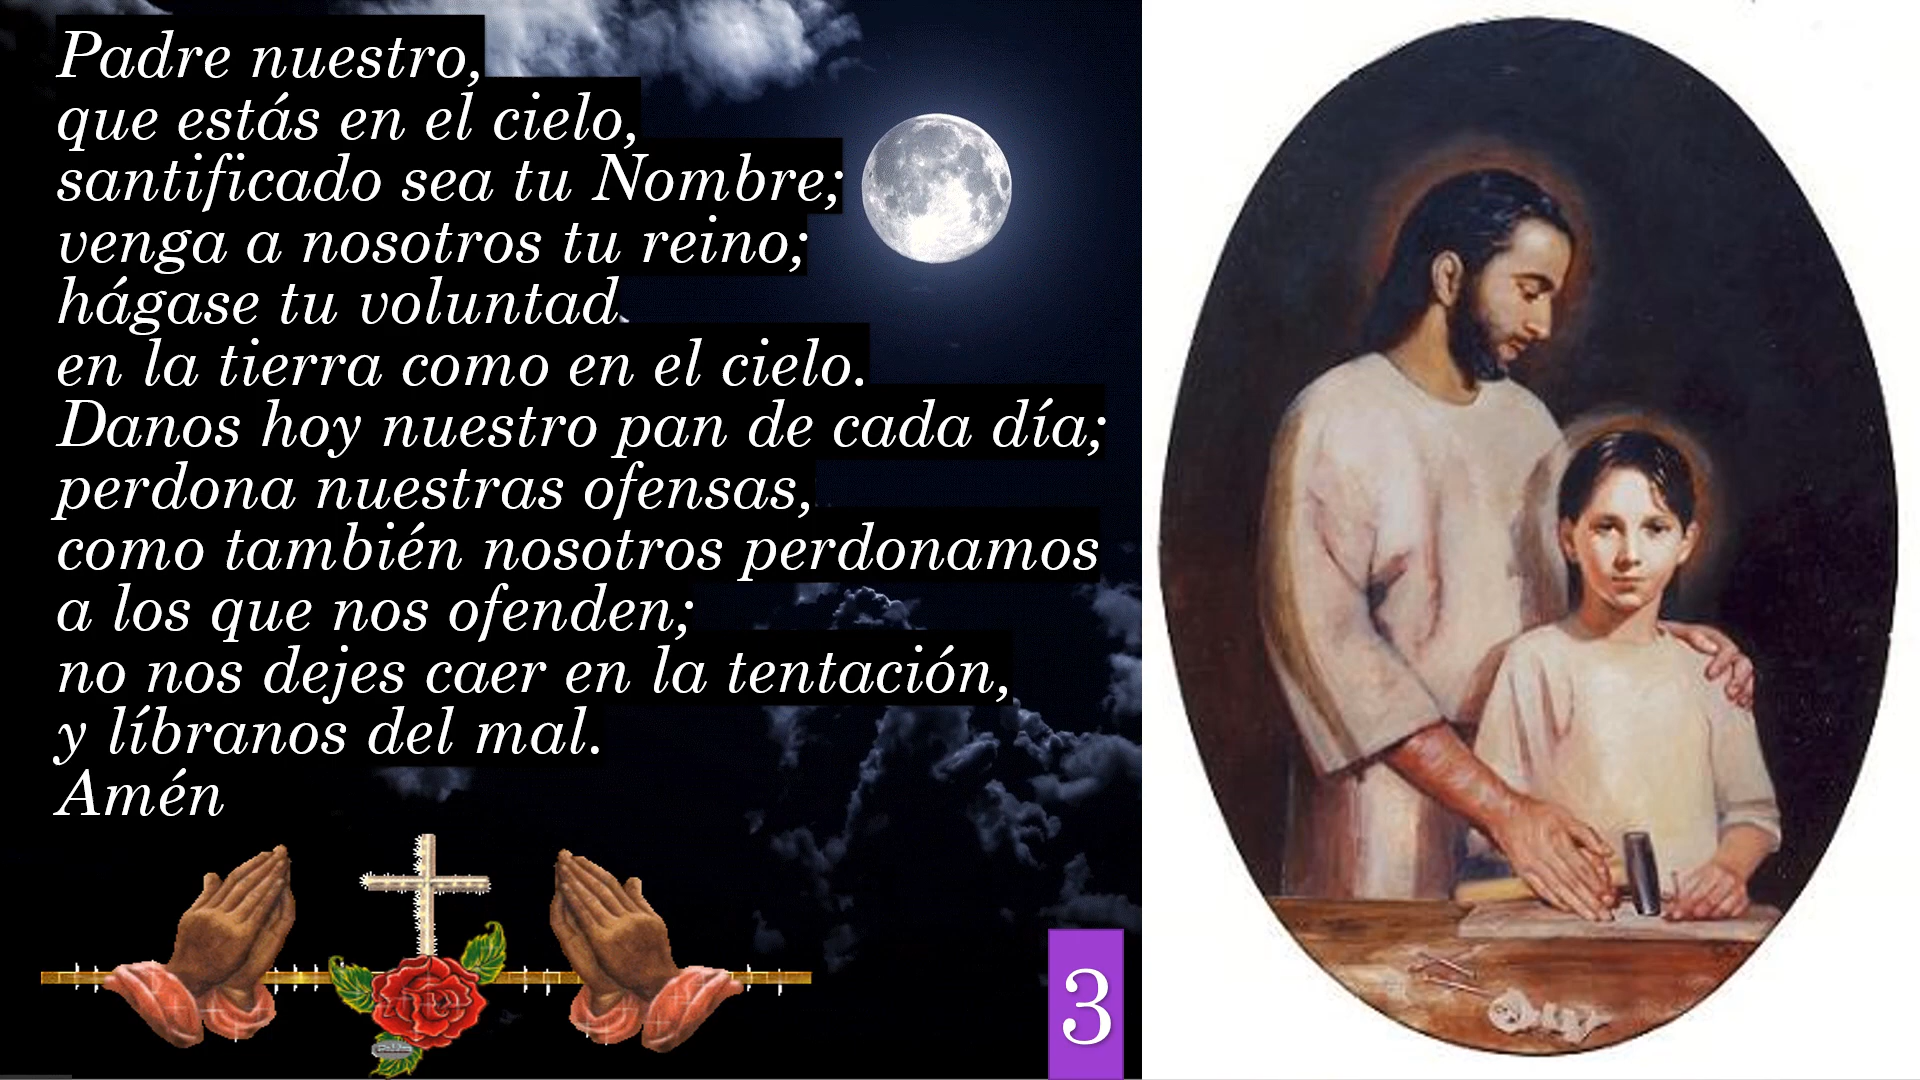 Padre nuestro,
que estás en el cielo,
santificado sea tu Nombre;
venga a nosotros tu reino;
hágase tu voluntad
en la tierra como en el cielo.
Danos hoy nuestro pan de cada día;
perdona nuestras ofensas,
como también nosotros perdonamos
a los que nos ofenden;
no nos dejes caer en la tentación,
y líbranos del mal.
Amén
3